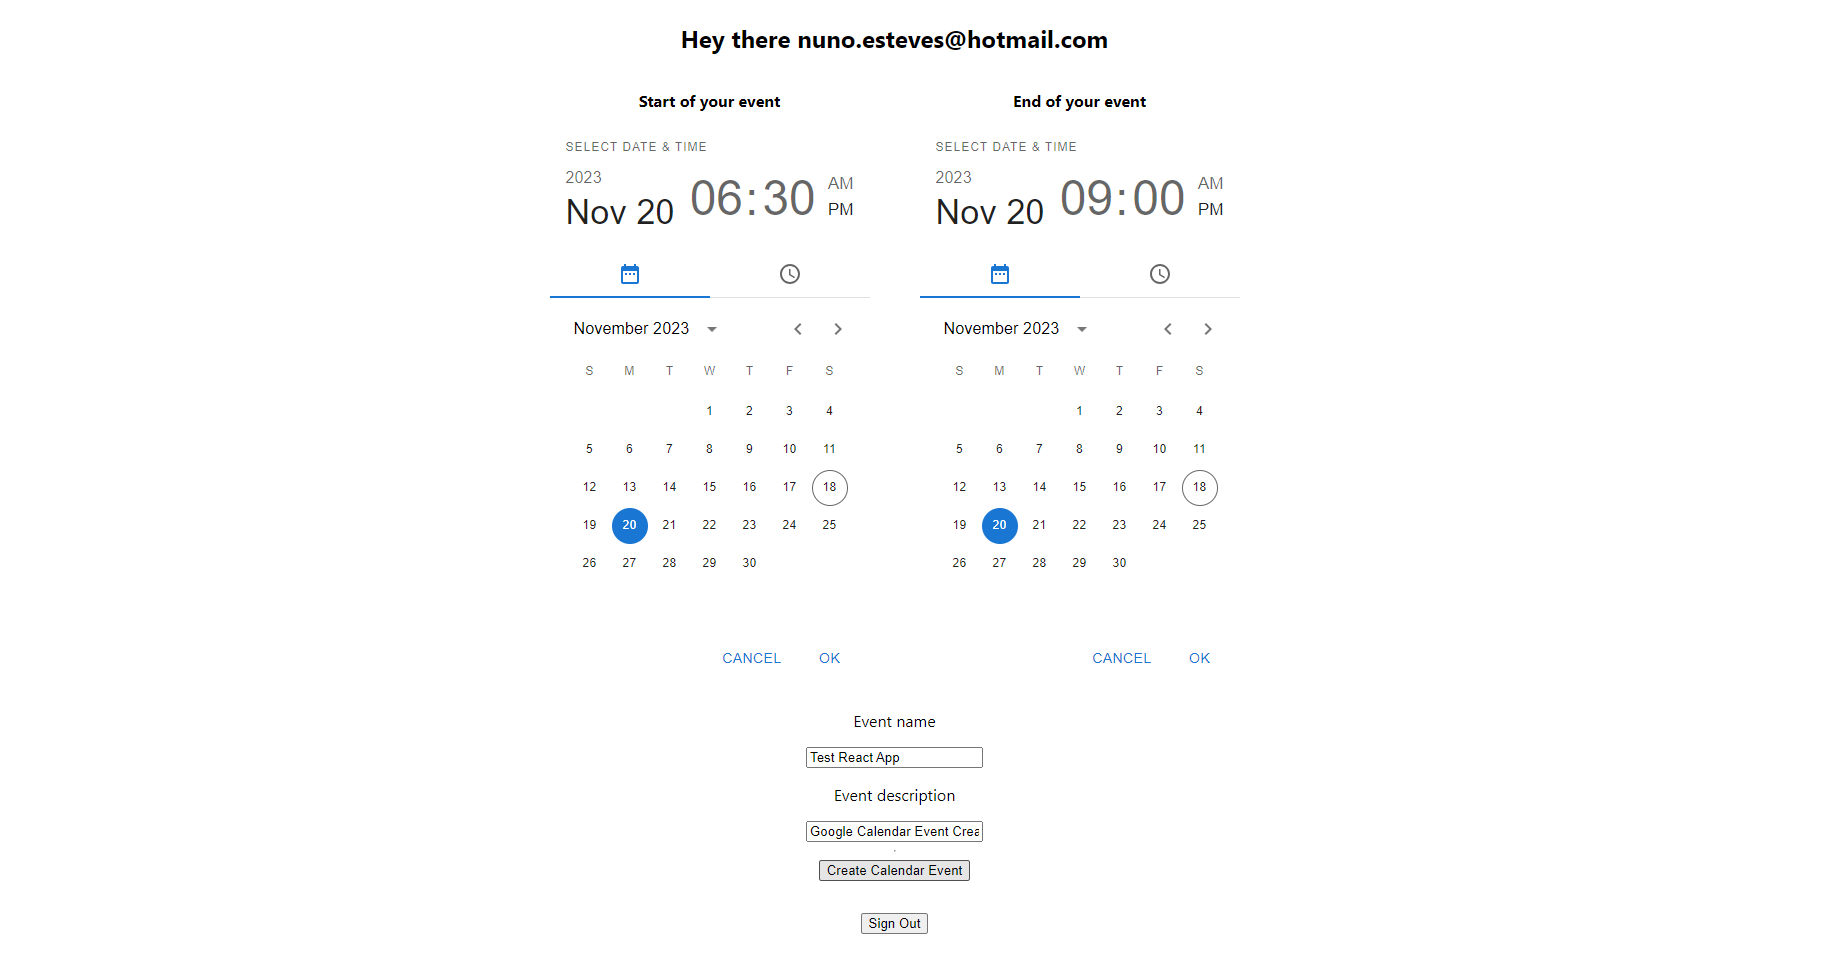 Hey there nuno.esteves@hotmail.com
Start of your event
SELECT DATE & TIME
2023
Nov 20 06:30 AM PM
November 2023
S M T W T F S
1 2 3 4
5 6 7 8 9 10 11
12 13 14 15 16 17 18
19 20 21 22 23 24 25
26 27 28 29 30
CANCEL OK
End of your event
SELECT DATE & TIME
2023
Nov 20 09:00 AM PM
November 2023
S M T W T F S
1 2 3 4
5 6 7 8 9 10 11
12 13 14 15 16 17 18
19 20 21 22 23 24 25
26 27 28 29 30
CANCEL OK
Event name
Test React App
Event description
Google Calendar Event Crea
Create Calendar Event
Sign Out